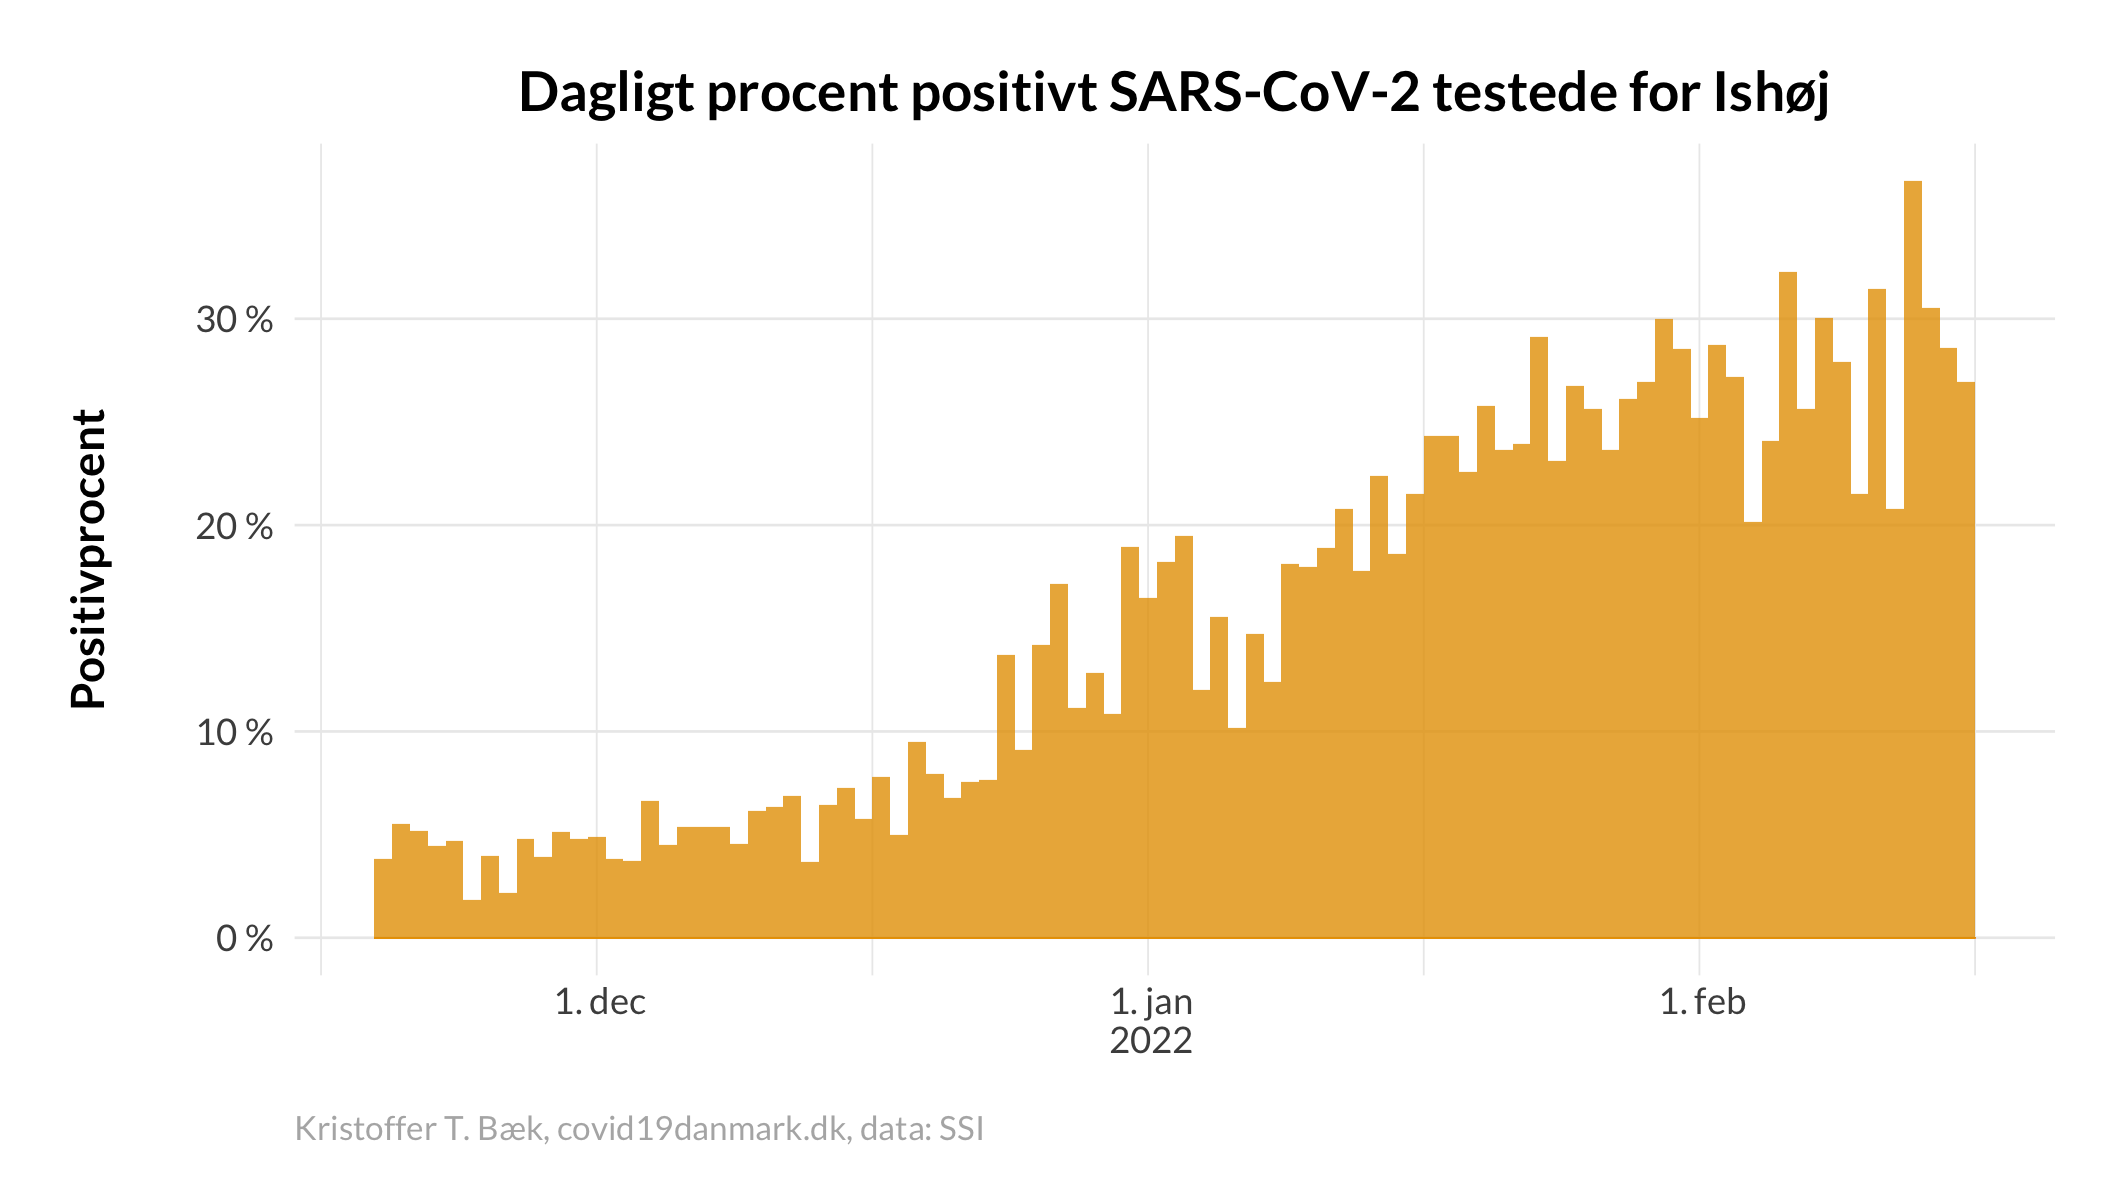 Dagligt procent positivt SARS-CoV-2 testede for Ishøj
Positivprocent
30 %
20 %
10 %
0 %
1. dec
1. jan
2022
1. feb
Kristoffer T. Bæk, covid19danmark.dk, data: SSI